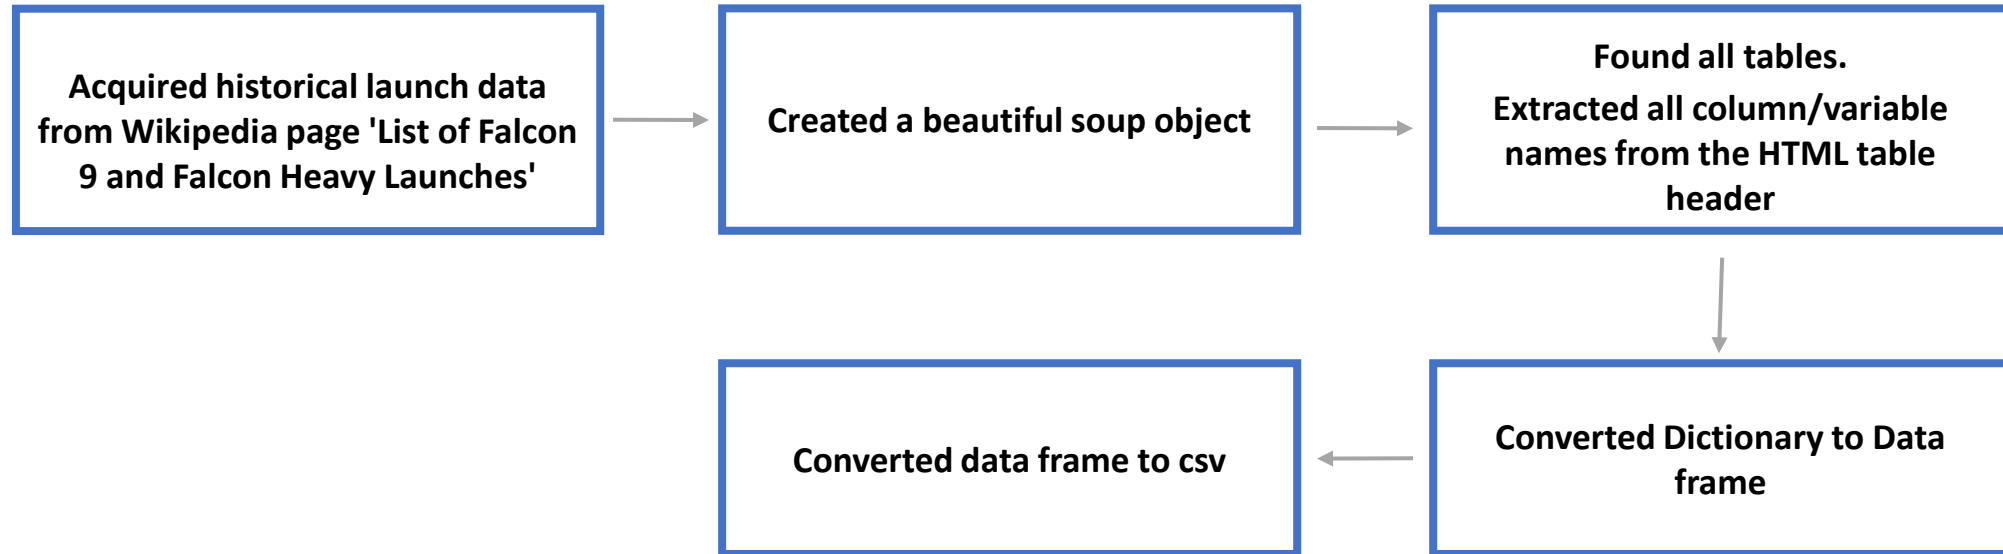 Acquired historical launch data
from Wikipedia page 'List of Falcon
9 and Falcon Heavy Launches'
Created a beautiful soup object
Found all tables.
Extracted all column/variable
names from the HTML table
header
Converted Dictionary to Data
frame
Converted data frame to csv